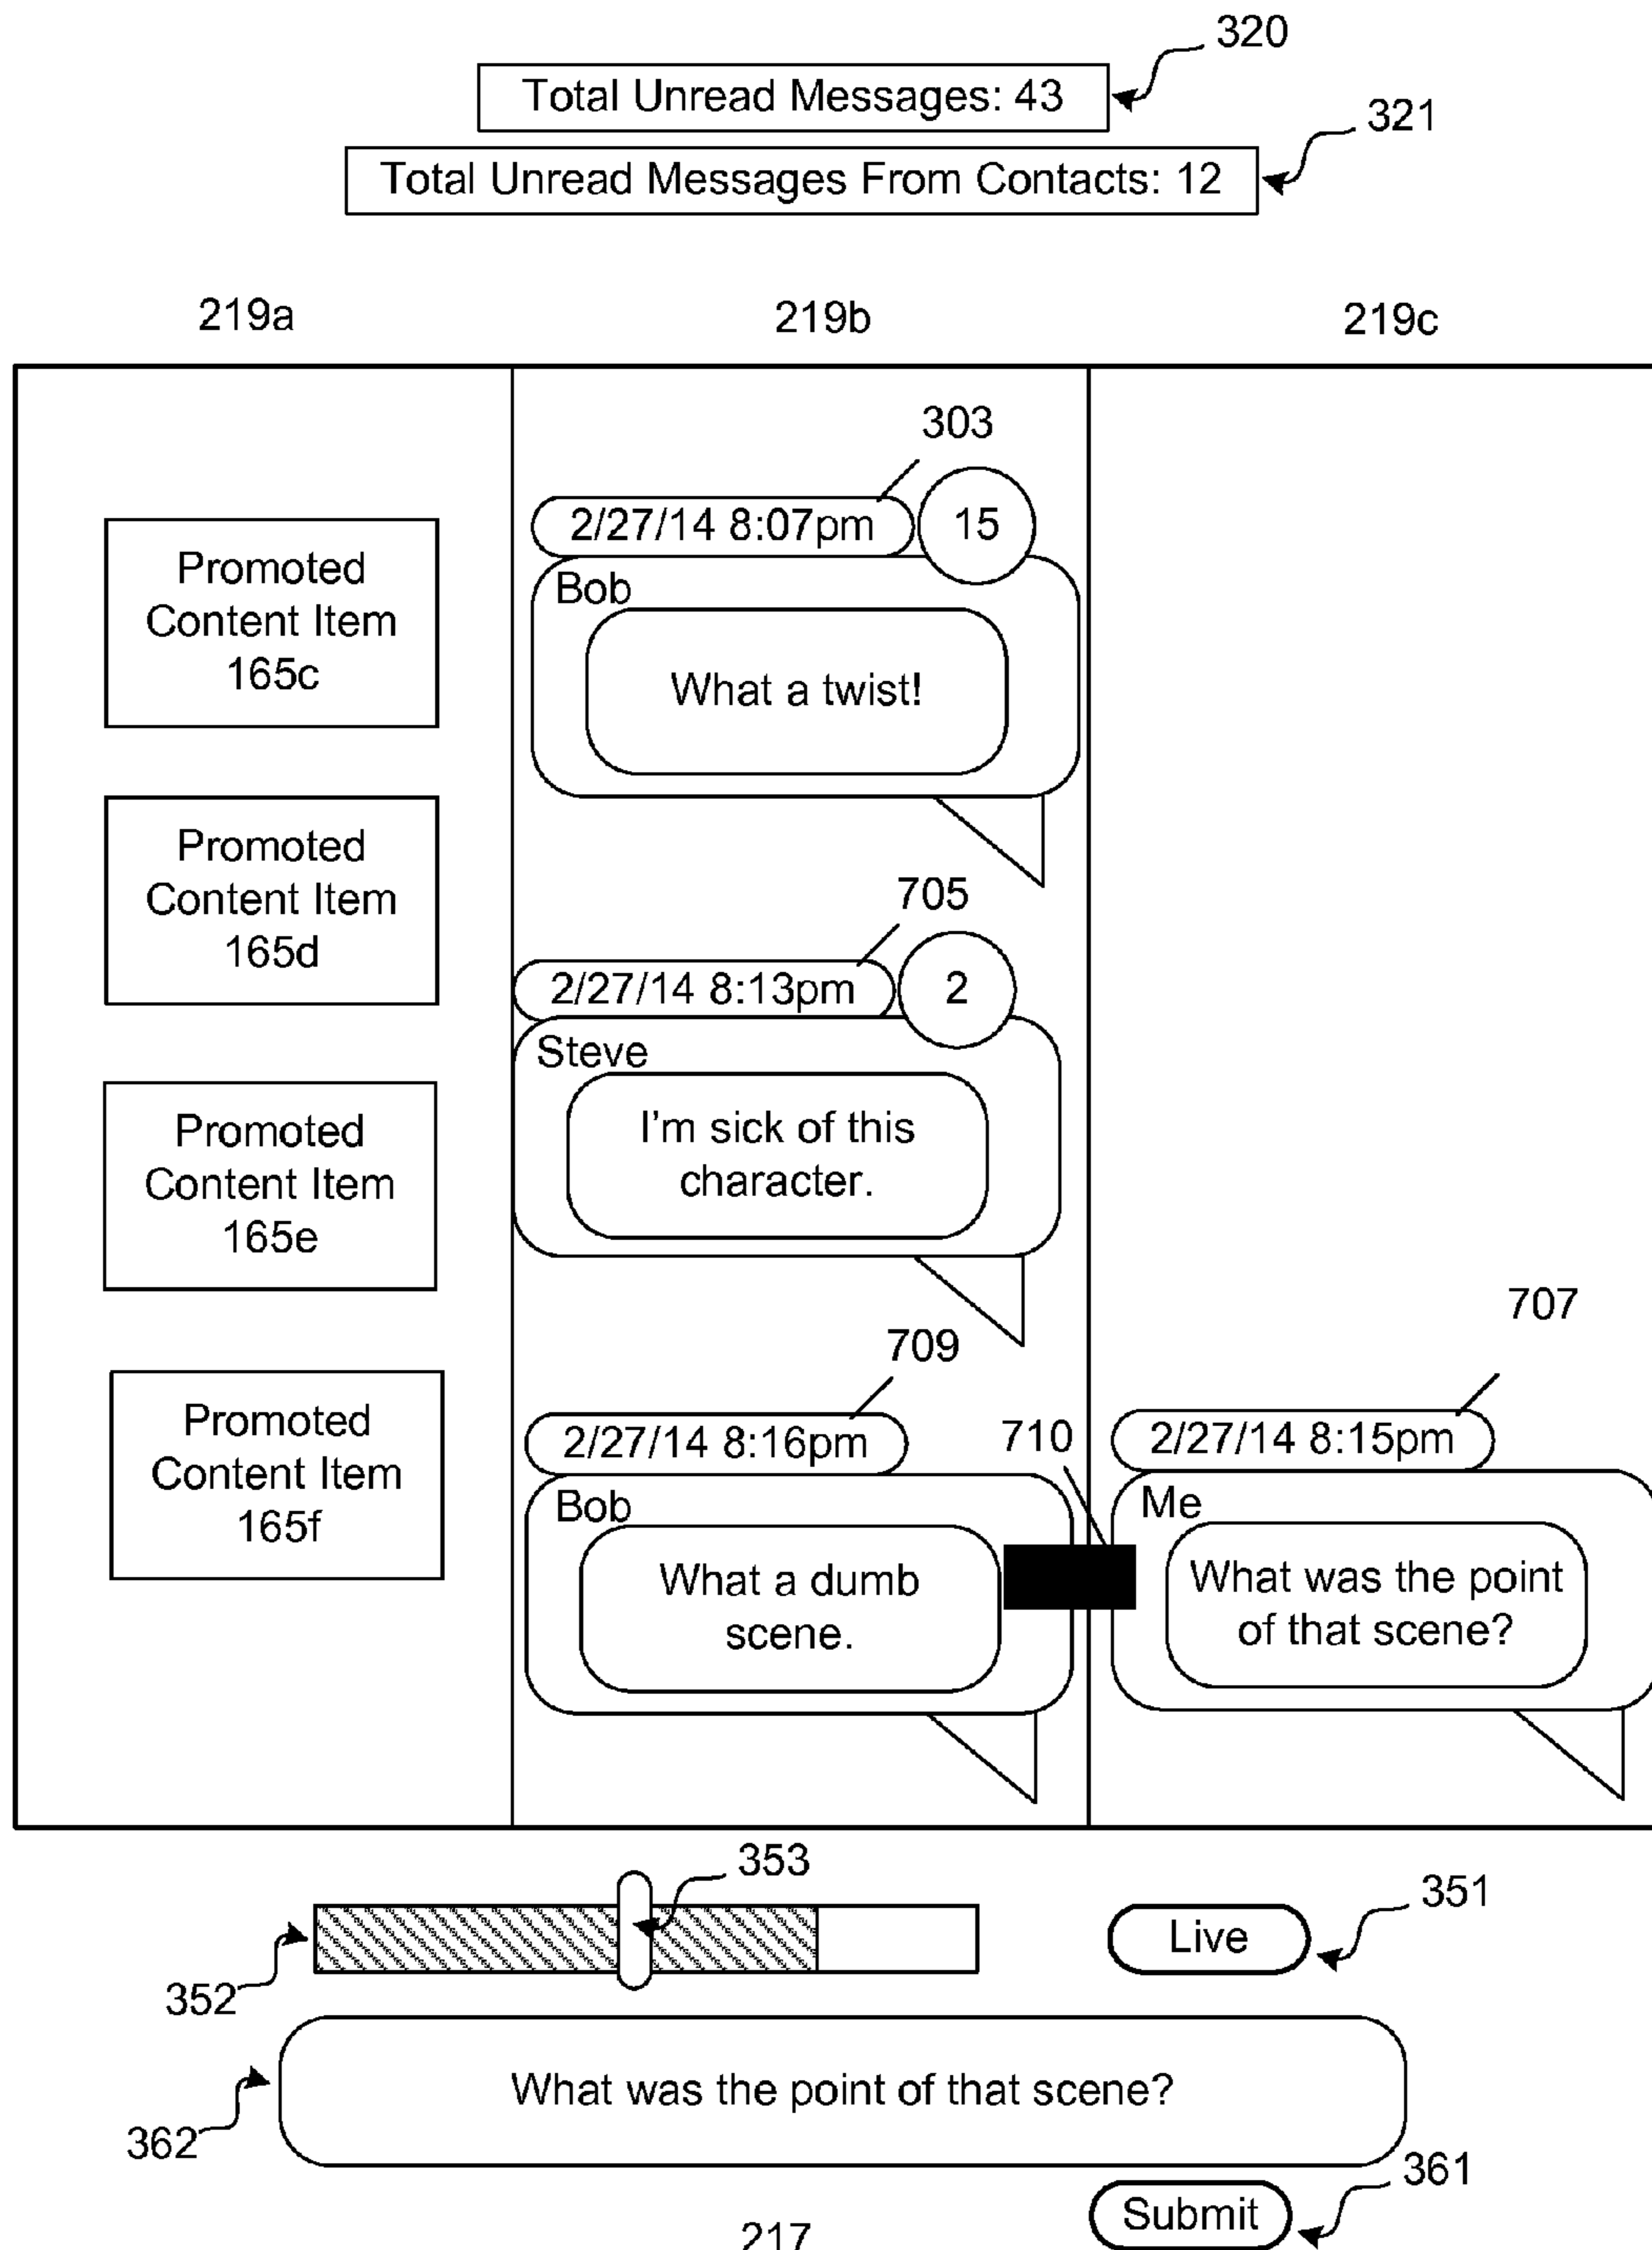 320
Total Unread Messages: 43
321
Total Unread Messages From Contacts: 12
219a
219b
219c
303
2/27/14 8:07pm
15
Bob
What a twist!
Promoted
Content Item
165c
Promoted
Content Item
165d
705
2/27/14 8:13pm
2
Steve
I'm sick of this
character.
Promoted
Content Item
165e
709
2/27/14 8:16pm
Bob
What a dumb
scene.
710
707
2/27/14 8:15pm
Me
What was the point
of that scene?
Promoted
Content Item
165f
353
352
Live
351
What was the point of that scene?
362
Submit
361
217